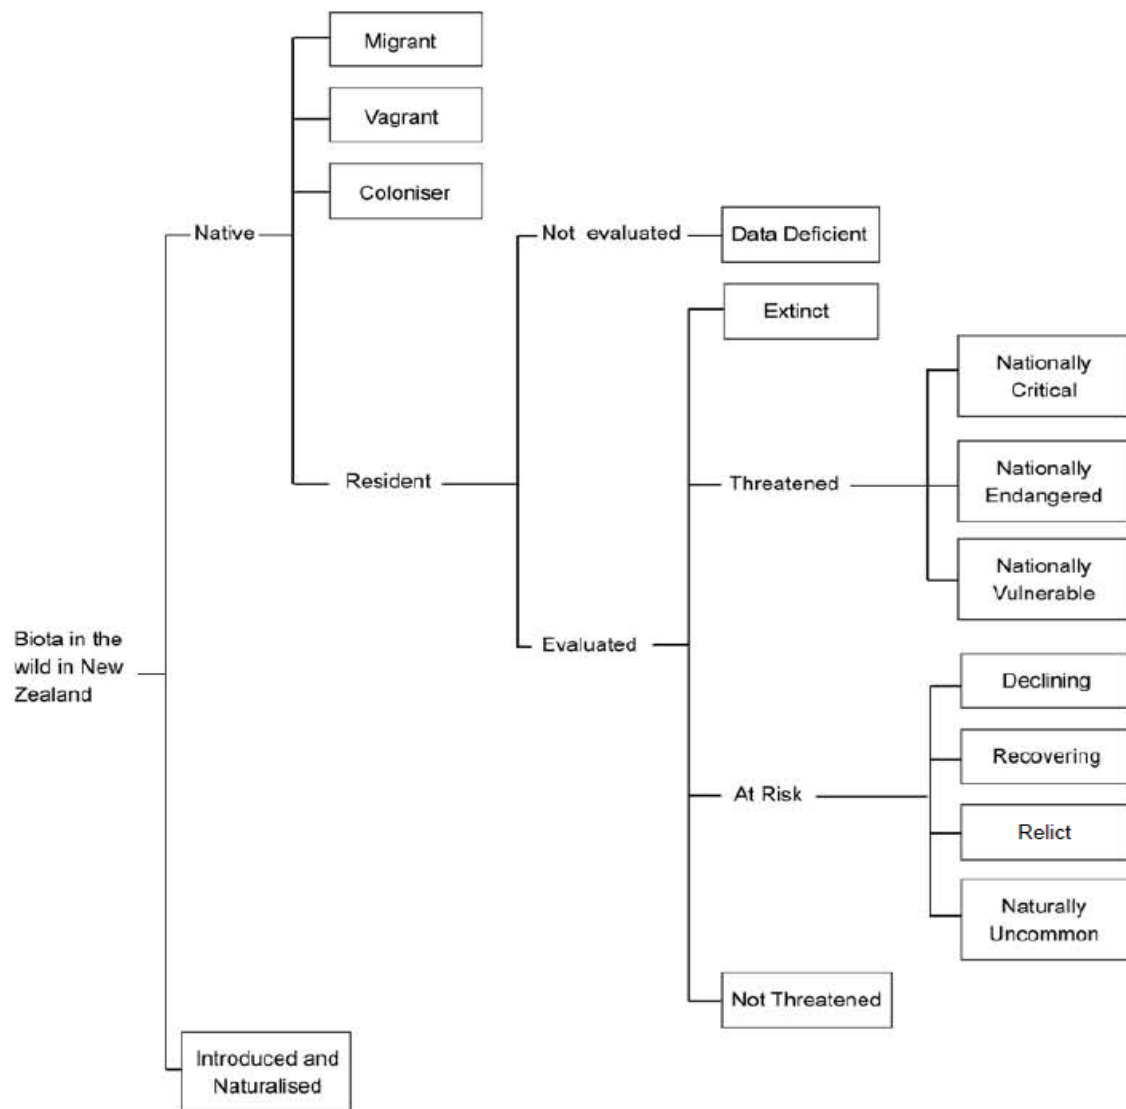 Migrant
Vagrant
Coloniser
Native
Not evaluated
Data Deficient
Extinct
Nationally
Critical
Resident
Threatened
Nationally
Endangered
Nationally
Vulnerable
Biota in the
wild in New
Zealand
Evaluated
Declining
Recovering
At Risk
Relict
Naturally
Uncommon
Not Threatened
Introduced and
Naturalised